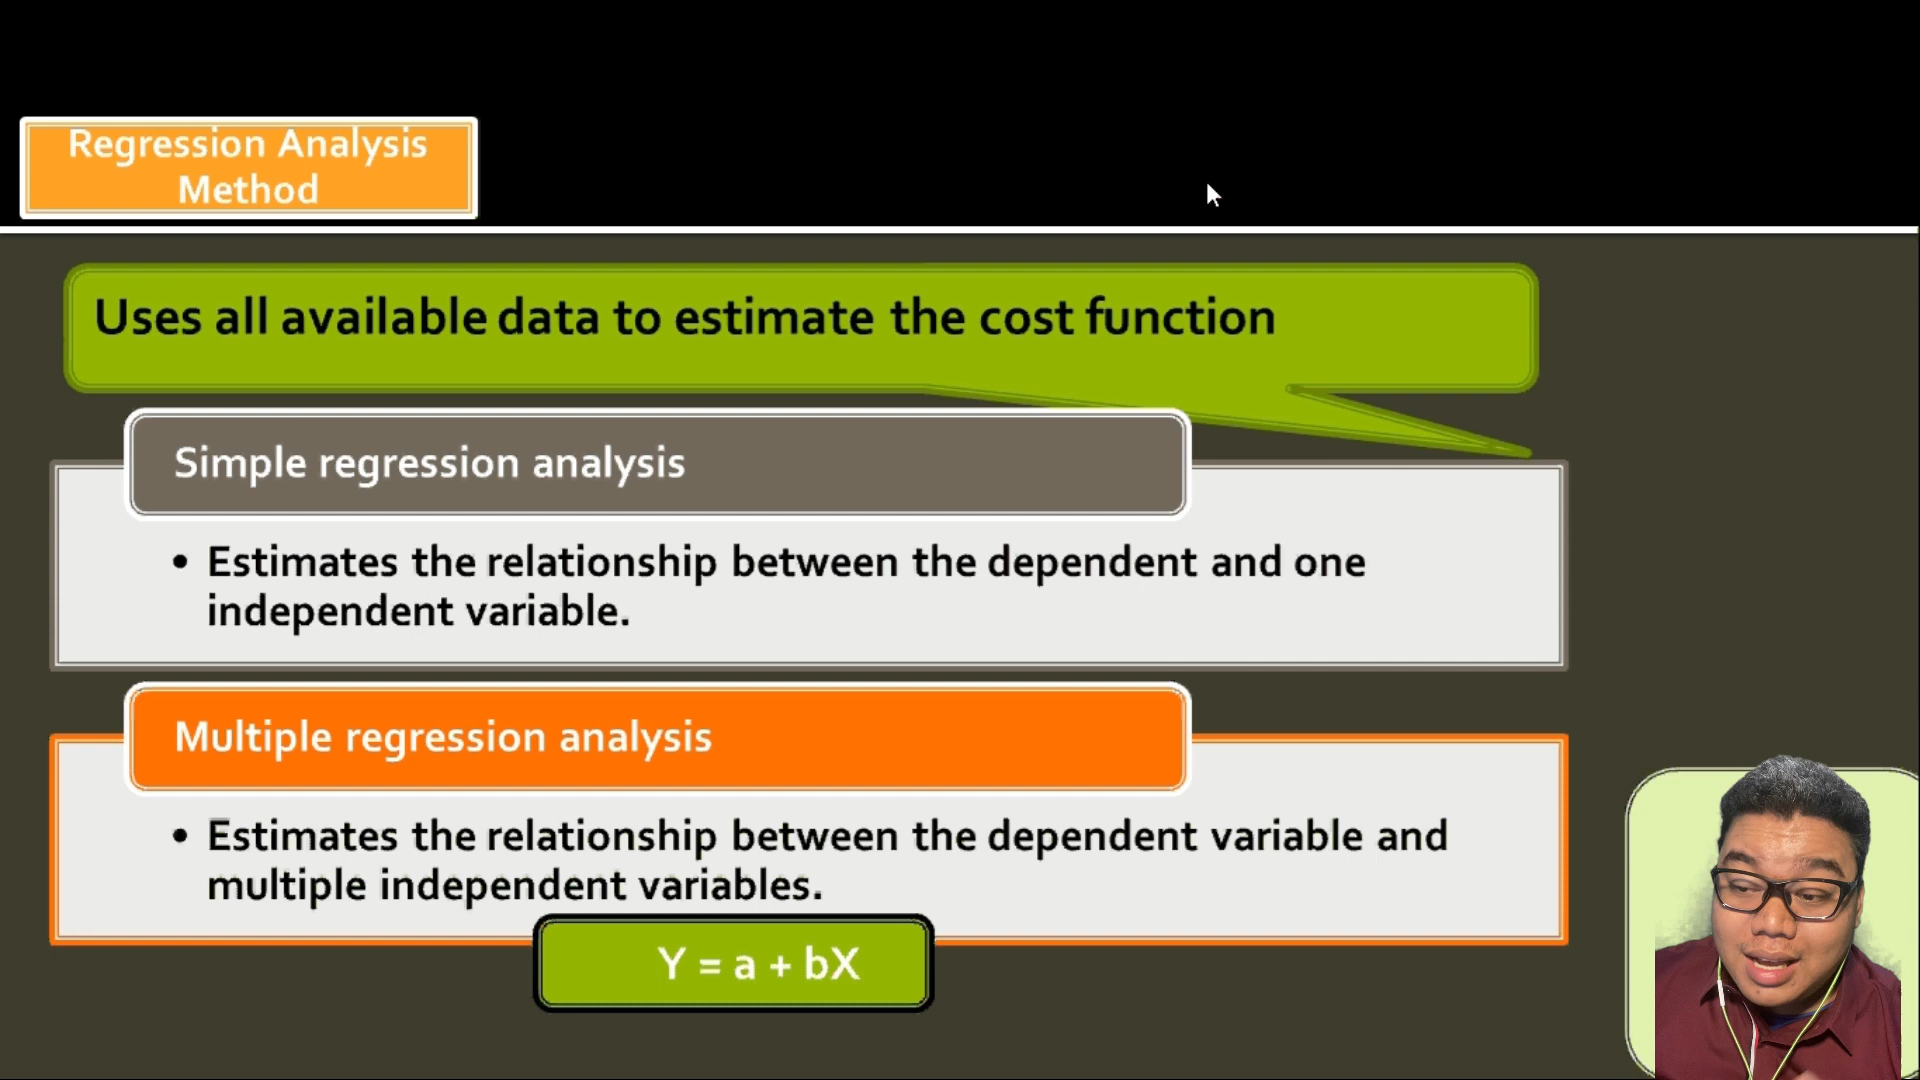 Regression Analysis
Method
Uses all available data to estimate the cost function
Simple regression analysis
• Estimates the relationship between the dependent and one
independent variable.
Multiple regression analysis
• Estimates the relationship between the dependent variable and
multiple independent variables.
Y = a + bX